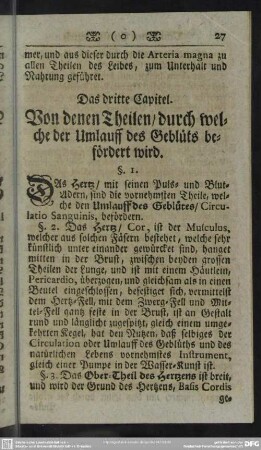 ( o ) 27
mer, und aus dieser durch die Arteria magna zu
allen Theilen des Leibes, zum Unterhalt und
Nahrung geführet.
Das dritte Capitel.
Von denen Theilen/ durch wel-
che der Umlauff des Geblüts be-
fördert wird.
§. 1.
DAs Hertz/ mit seinen Puls- und Blut-
Adern, sind die vornehmsten Theile, wel-
che den Umlauff des Geblütes/ Circu-
latio Sanguinis, befördern.
§. 2. Das Hertz/ Cor, ist der Musculus,
welcher aus solchen Fäsern bestehet, welche sehr
künstlich unter einander gewürcket sind, hanget
mitten in der Brust, zwischen beyden grossen
Theilen der Lunge, und ist mit einem Häutlein,
Pericardio, überzogen, und gleichsam als in einen
Beutel eingeschlossen, befestiget sich, vermittelst
dem Hertz-Fell, mit dem Zwerg-Fell und Mit-
tel-Fell gantz feste in der Brust, ist an Gestalt
rund und länglicht zugespitzt gleich einem umge-
kehrten Kegel, hat den Nutzen, daß selbiges der
Circulation oder Umlauff des Geblüths und des
natürlichen Lebens vornehmstes Instrument,
gleich einer Pumpe in der Wasser-Kunst ist.
§. 3. Das Ober-Theil des Hertzens ist breit,
und wird der Grund des Hertzens, Basis Cordis
ge-